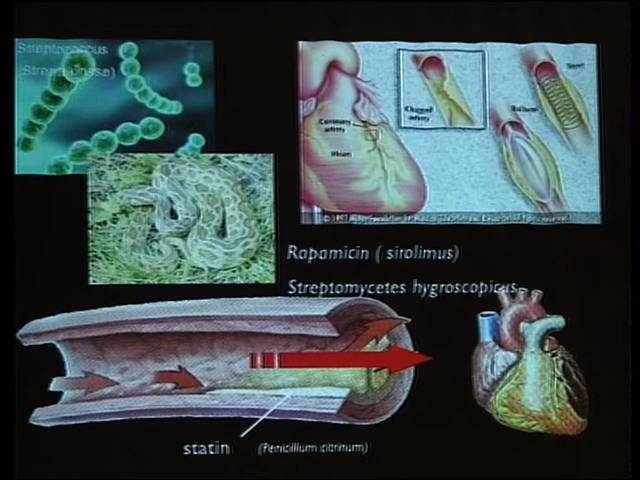 Streptococcus
Clogged
artery
Stent
Balloon
Coronary
artery
Heart
Rapamicin ( sirolimus)
Streptomycetes hygroscopicus
statin
(Penicillium citrinum)